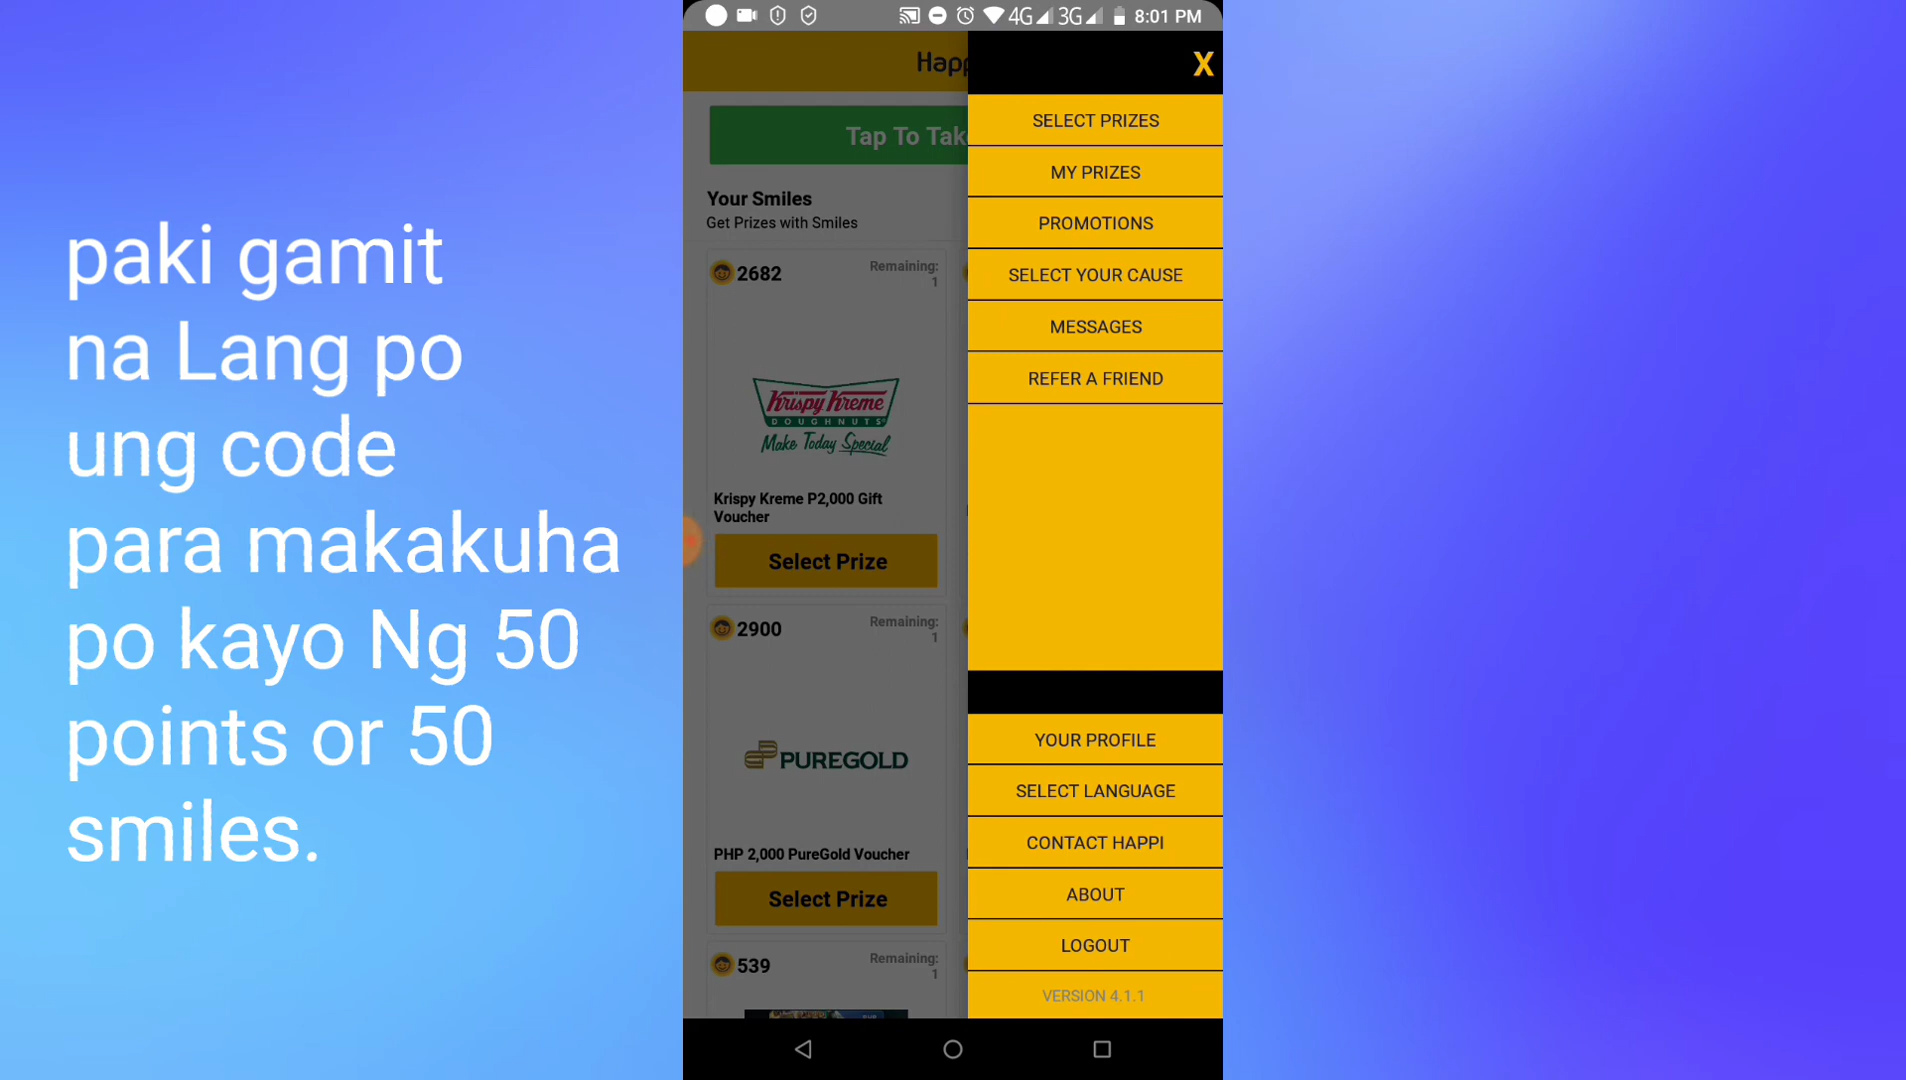 paki gamit
na Lang po
ung code
para makakuha
po kayo Ng 50
points or 50
smiles.
4G 3G 8:01 PM
Happ
X
Tap To Tak
Your Smiles
Get Prizes with Smiles
2682
Remaining:
1
Krispy Kreme
DOUGHNUTS
Make Today Special
Krispy Kreme P2,000 Gift
Voucher
Select Prize
2900
Remaining:
1
PUREGOLD
PHP 2,000 PureGold Voucher
Select Prize
539
Remaining:
1
SELECT PRIZES
MY PRIZES
PROMOTIONS
SELECT YOUR CAUSE
MESSAGES
REFER A FRIEND
YOUR PROFILE
SELECT LANGUAGE
CONTACT HAPPI
ABOUT
LOGOUT
VERSION 4.1.1